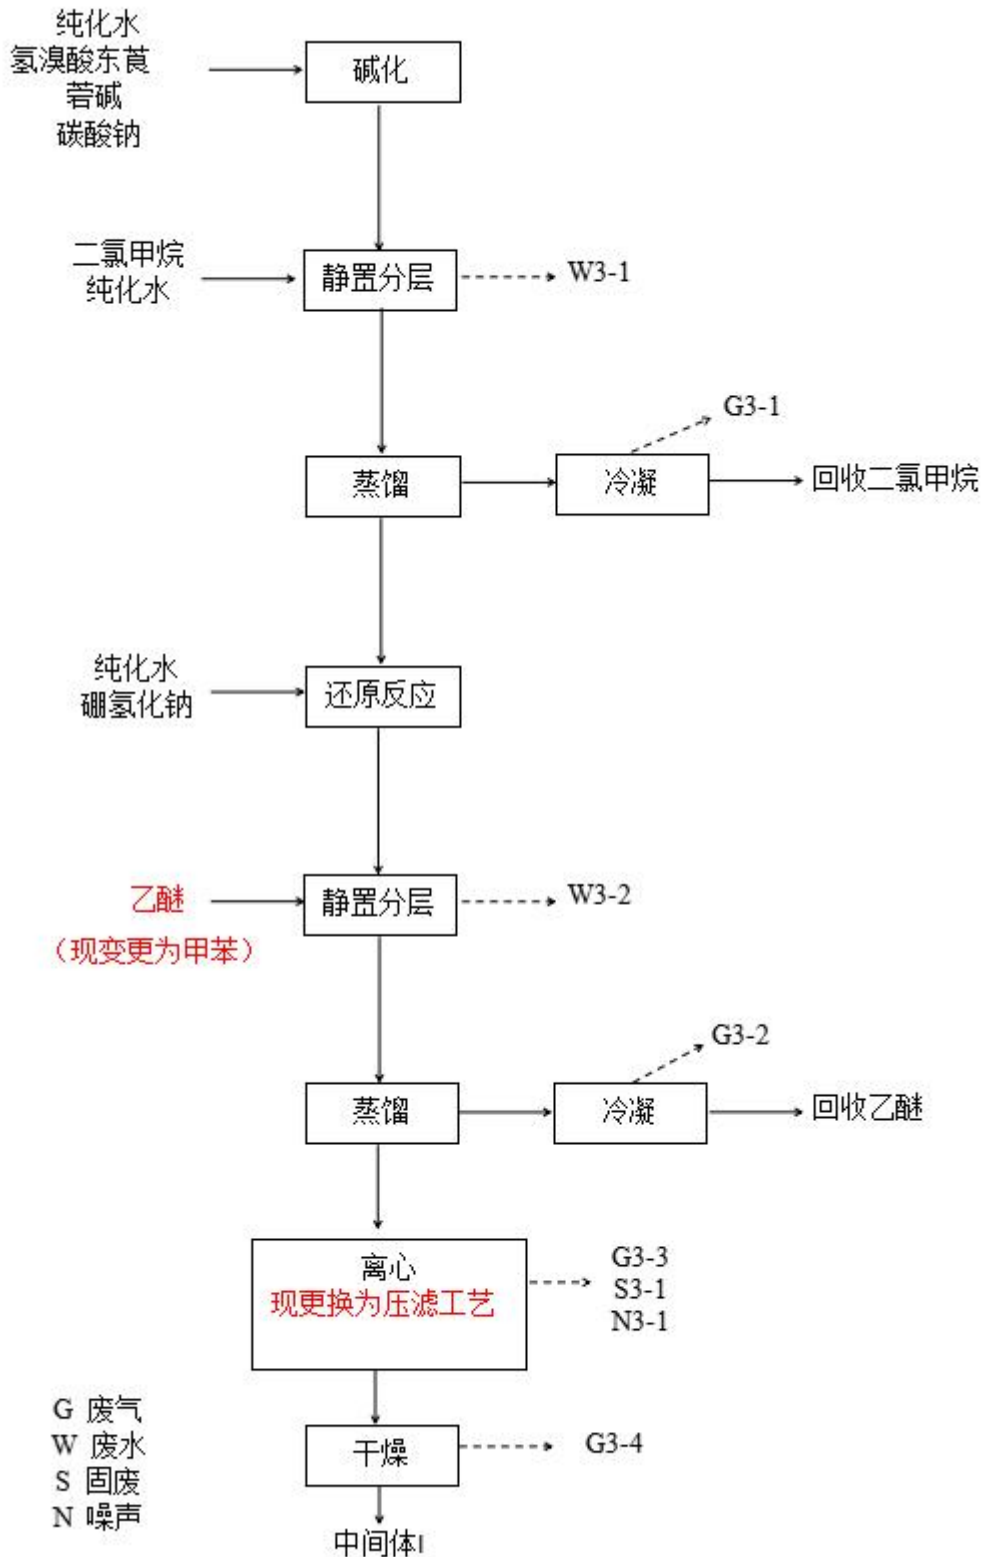 纯化水
氢溴酸东莨
菪碱
碳酸钠
碱化
二氯甲烷
纯化水
静置分层
W3-1
G3-1
蒸馏
冷凝
回收二氯甲烷
纯化水
硼氢化钠
还原反应
乙醚
（现变更为甲苯）
静置分层
W3-2
G3-2
蒸馏
冷凝
回收乙醚
离心
现更换为压滤工艺
G3-3
S3-1
N3-1
干燥
G3-4
G 废气
W 废水
S 固废
N 噪声
中间体I